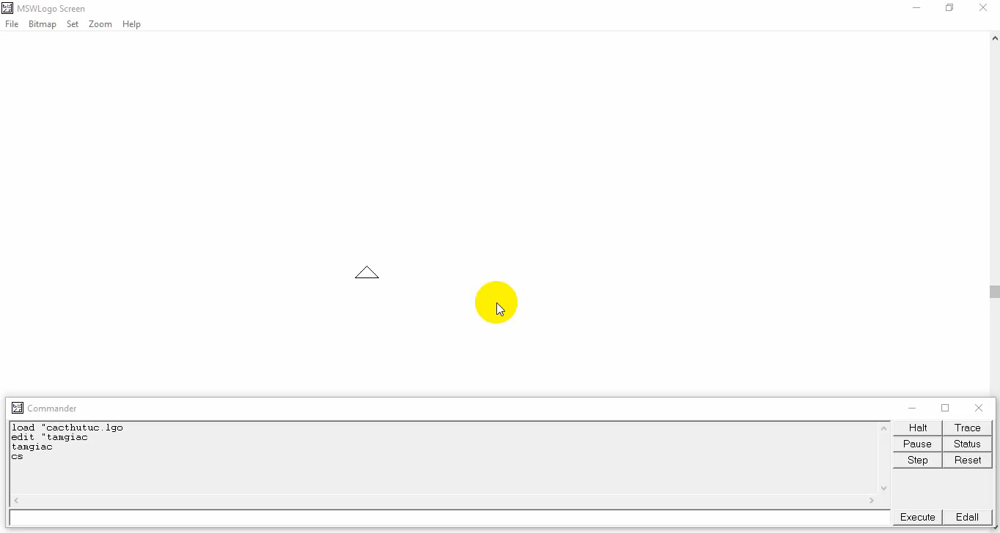 MSWLogo Screen
File Bitmap Set Zoom Help
Commander
load "cacthutuc.lgo
edit "tamgiac
tamgiac
cs
Halt Trace
Pause Status
Step Reset
Execute Edall